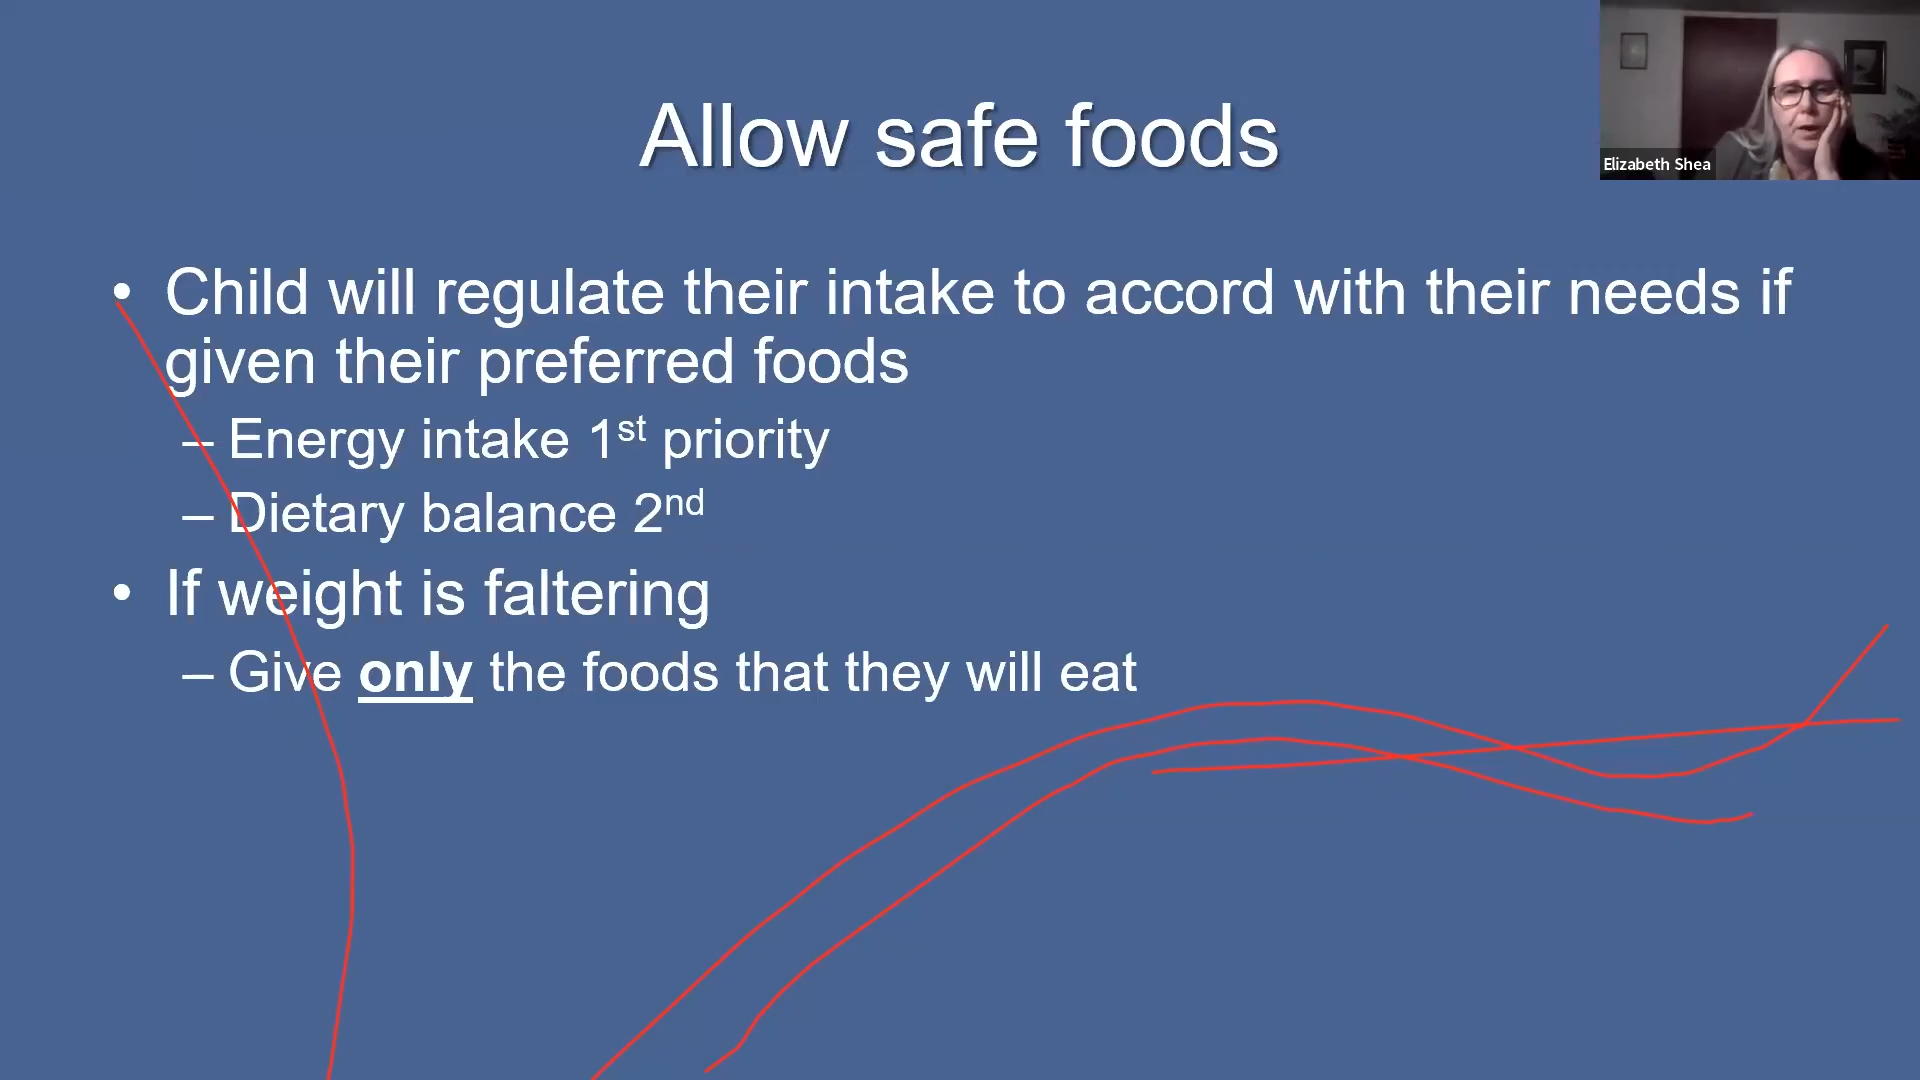 Allow safe foods
Elizabeth Shea
• Child will regulate their intake to accord with their needs if
given their preferred foods
– Energy intake 1st priority
– Dietary balance 2nd
• If weight is faltering
– Give only the foods that they will eat